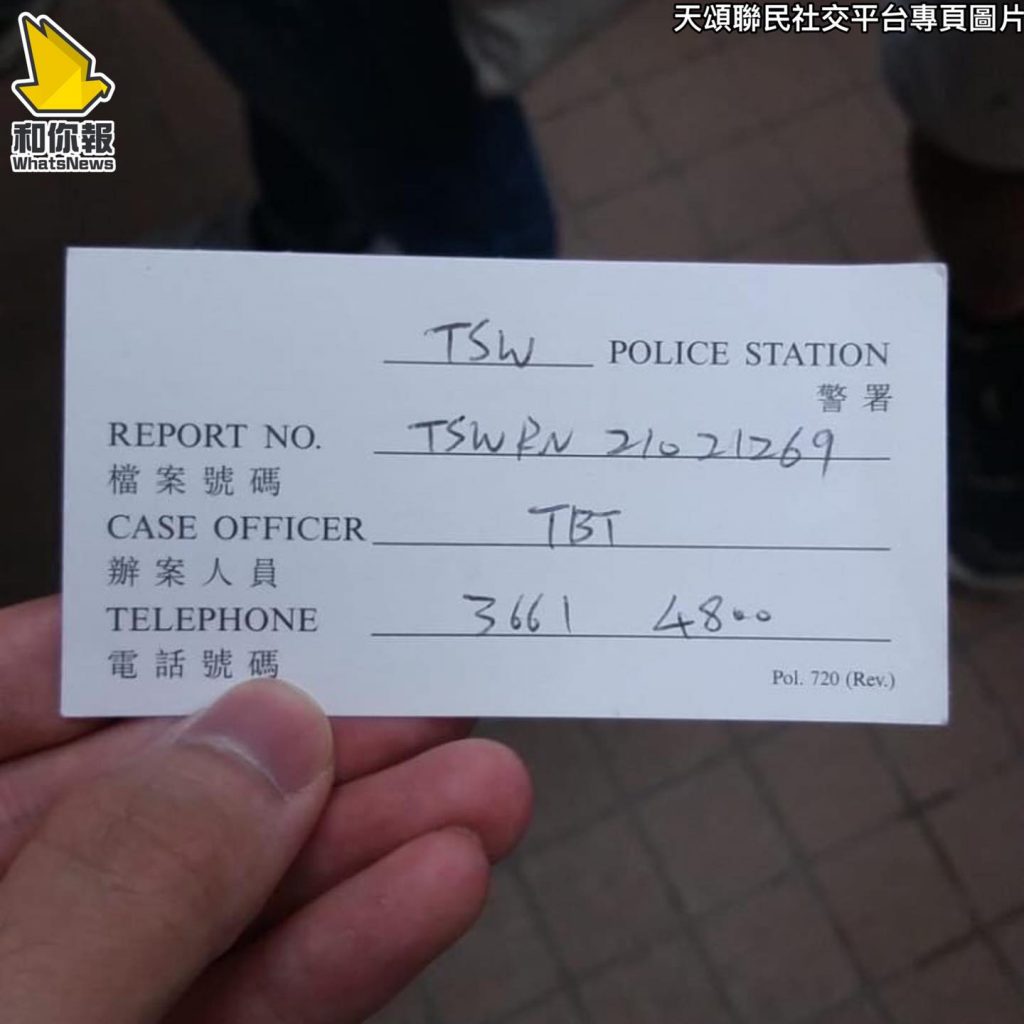 天頌聯民社交平台專頁圖片
和你報
WhatsNews
TSW POLICE STATION
警署
REPORT NO. TSWRN 21021269
檔案號碼
CASE OFFICER TBT
辦案人員
TELEPHONE 3661 4800
電話號碼
Pol. 720 (Rev.)